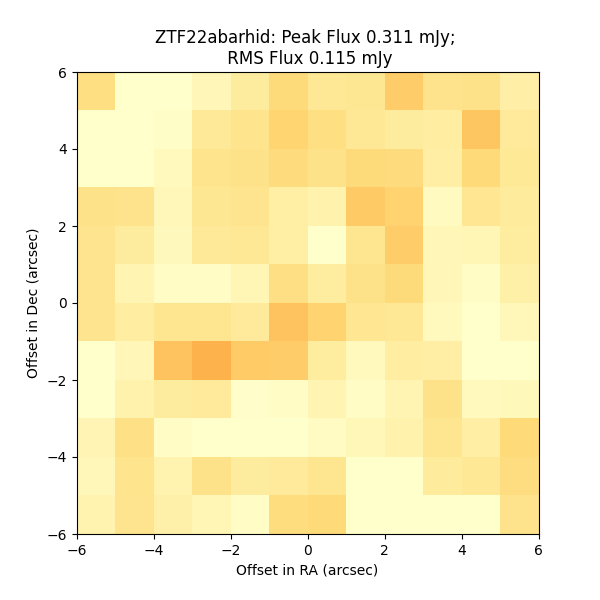 ZTF22abarhid: Peak Flux 0.311 mJy;
RMS Flux 0.115 mJy
6
4
2
0
−2
−4
−6
Offset in Dec (arcsec)
−6 −4 −2 0 2 4 6
Offset in RA (arcsec)